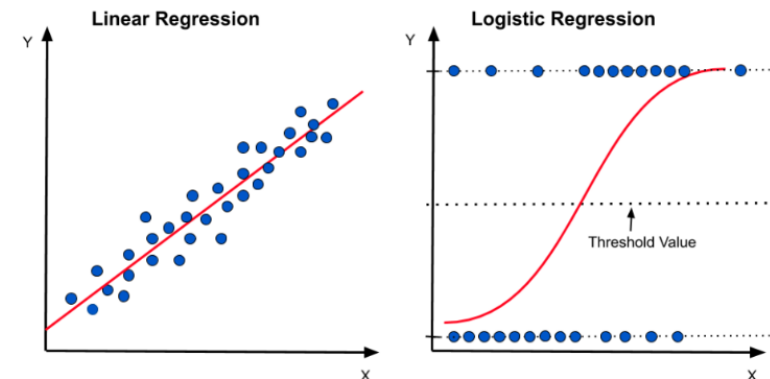 Linear Regression
Y
X
Logistic Regression
Y
Threshold Value
X